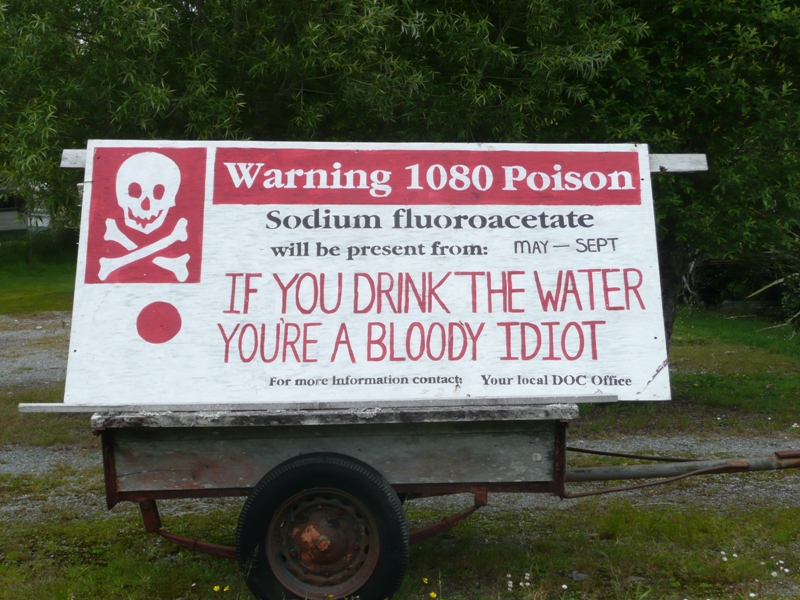 Warning 1080 Poison
Sodium fluoroacetate
will be present from: MAY — SEPT
IF YOU DRINK THE WATER
YOU'RE A BLOODY IDIOT
For more information contact: Your local DOC Office